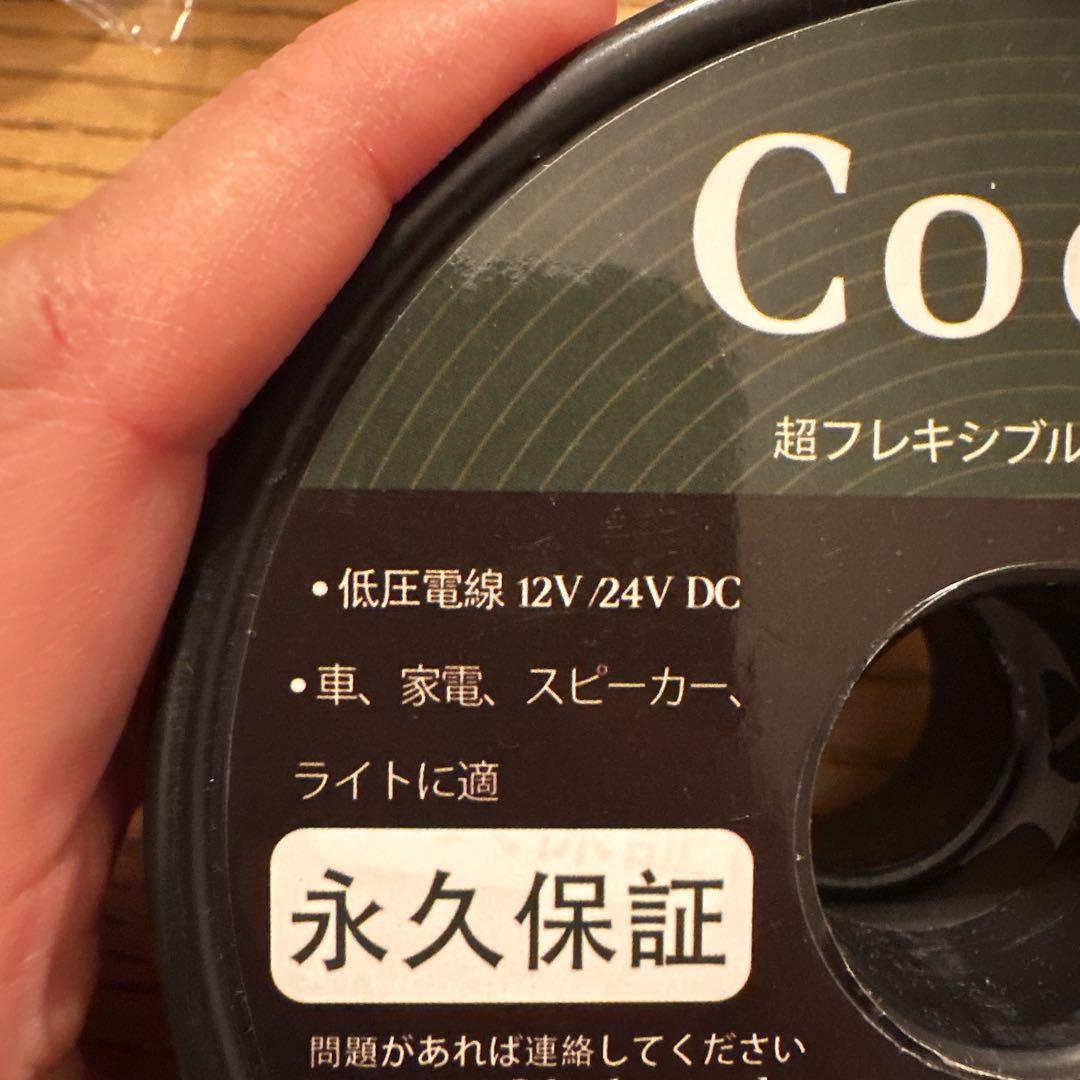 Co
超フレキシブル
• 低圧電線 12V /24V DC
• 車、家電、スピーカー、
ライトに適
永久保証
問題があれば連絡してください